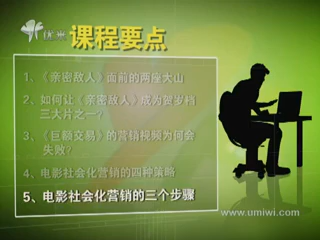 优米
课程要点
1、《亲密敌人》面前的两座大山
2、如何让《亲密敌人》成为贺岁档
三大片之一?
3、《巨额交易》的营销视频为何会
失败?
4、电影社会化营销的四种策略
5、电影社会化营销的三个步骤
www.umiwi.com